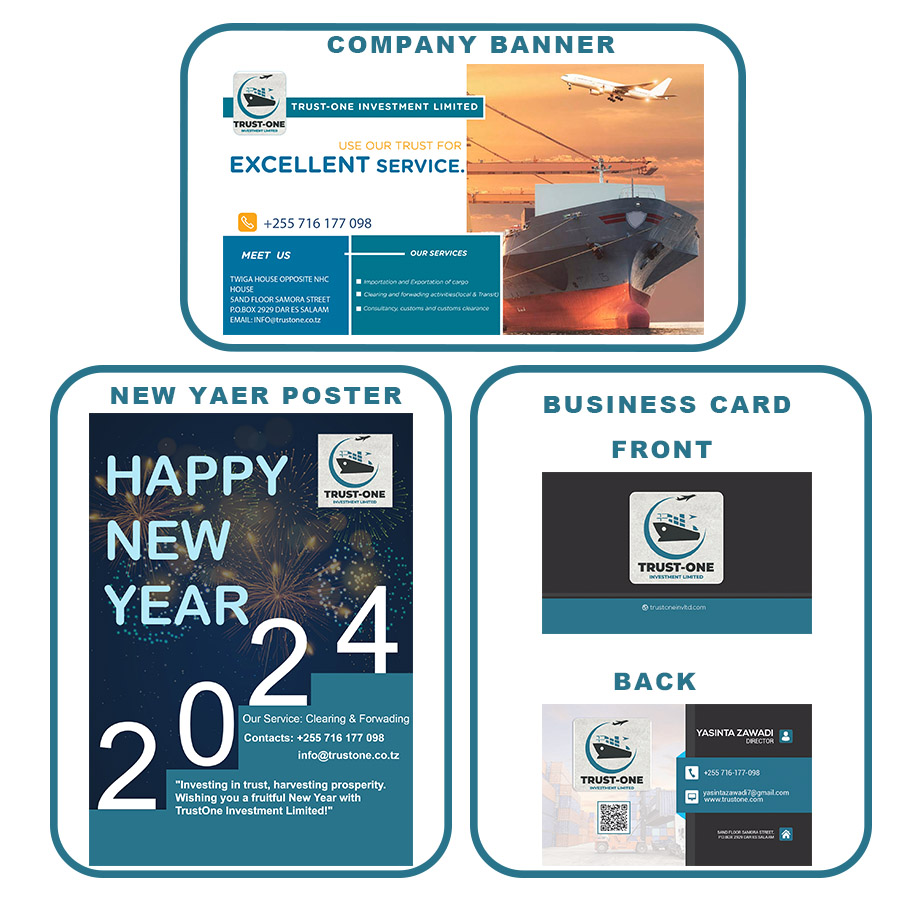 COMPANY BANNER
TRUST-ONE
INVESTMENT LIMITED
TRUST-ONE INVESTMENT LIMITED
USE OUR TRUST FOR
EXCELLENT SERVICE.
+255 716 177 098
MEET US
TWIGA HOUSE OPPOSITE NHC
HOUSE
5AND FLOOR SAMORA STREET
P.O.BOX 2929 DAR ES SALAAM
EMAIL: INFO@trustone.co.tz
OUR SERVICES
Importation and Exportation of cargo
Clearing and forwading activities(local & Transit)
Consultancy, customs and customs clearance
NEW YAER POSTER
HAPPY
NEW
YEAR
TRUST-ONE
INVESTMENT LIMITED
2024
Our Service: Clearing & Forwading
Contacts: +255 716 177 098
info@trustone.co.tz
"Investing in trust, harvesting prosperity.
Wishing you a fruitful New Year with
TrustOne Investment Limited!"
BUSINESS CARD
FRONT
TRUST-ONE
INVESTMENT LIMITED
trustoneinvltd.com
BACK
TRUST-ONE
INVESTMENT LIMITED
YASINTA ZAWADI
DIRECTOR
+255 716-177-098
yasintazawadi7@gmail.com
www.trustone.com
5AND FLOOR SAMORA STREET,
P.O.BOX 2929 DAR ES SALAAM